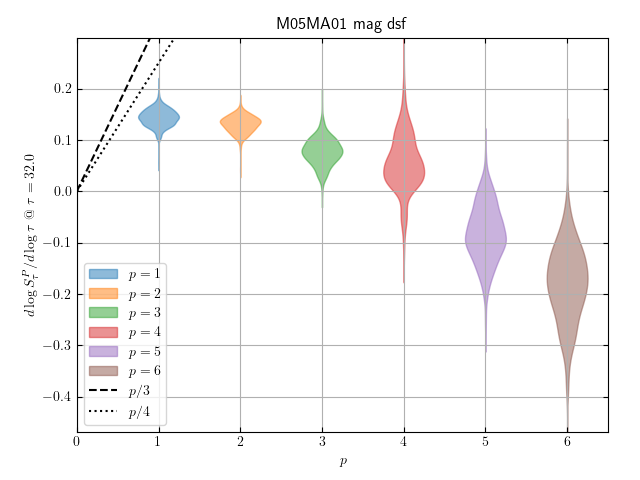 M05MA01 mag dsf
d log S_τ^P / d log τ @ τ = 32.0
0.2
0.1
0.0
−0.1
−0.2
−0.3
−0.4
p = 1
p = 2
p = 3
p = 4
p = 5
p = 6
p/3
p/4
0 1 2 3 4 5 6
p